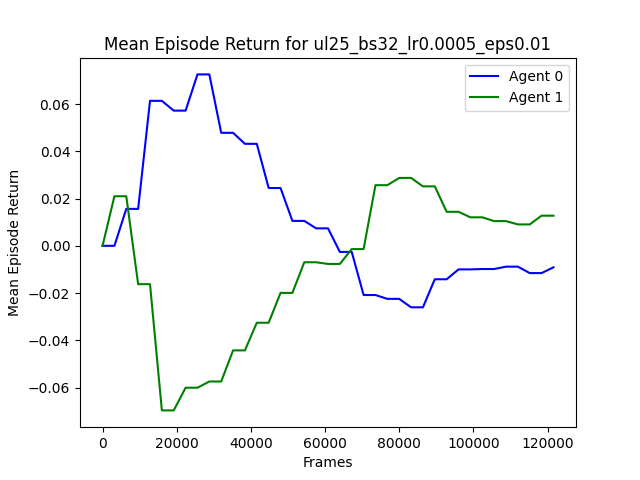 Mean Episode Return for ul25_bs32_lr0.0005_eps0.01
Agent 0
Agent 1
Mean Episode Return
0.06
0.04
0.02
0.00
−0.02
−0.04
−0.06
0
20000
40000
60000
80000
100000
120000
Frames